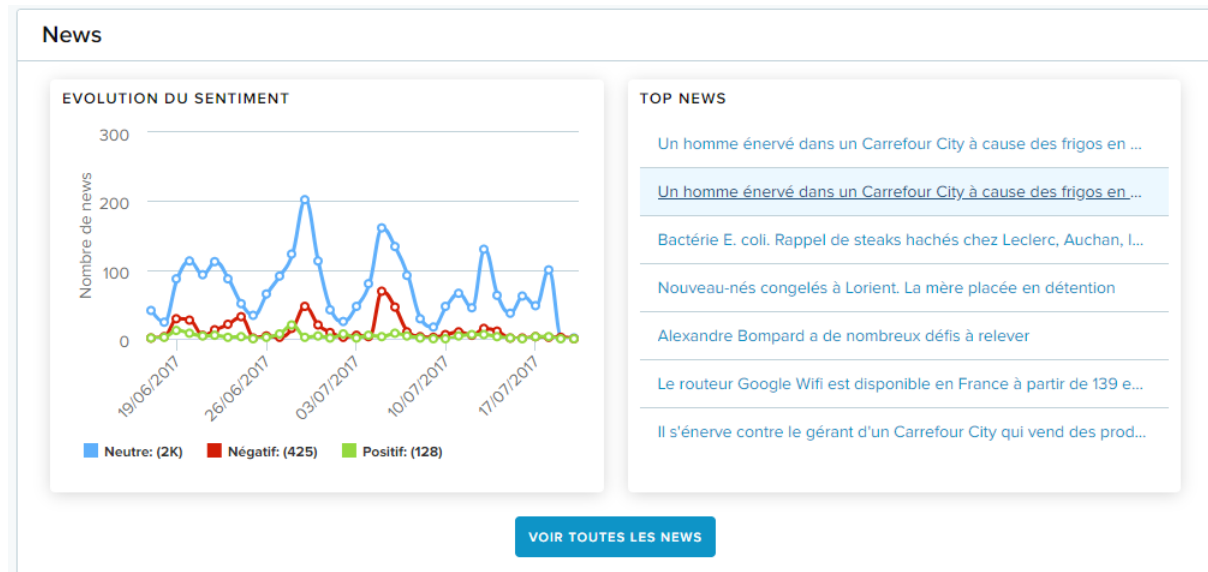 News
EVOLUTION DU SENTIMENT
300
200
100
0
Nombre de news
19/06/2017
26/06/2017
03/07/2017
10/07/2017
17/07/2017
Neutre: (2K)
Négatif: (425)
Positif: (128)
TOP NEWS
Un homme énervé dans un Carrefour City à cause des frigos en ...
Un homme énervé dans un Carrefour City à cause des frigos en ...
Bactérie E. coli. Rappel de steaks hachés chez Leclerc, Auchan, I...
Nouveau-nés congelés à Lorient. La mère placée en détention
Alexandre Bompard a de nombreux défis à relever
Le routeur Google Wifi est disponible en France à partir de 139 e...
Il s'énerve contre le gérant d'un Carrefour City qui vend des prod...
VOIR TOUTES LES NEWS